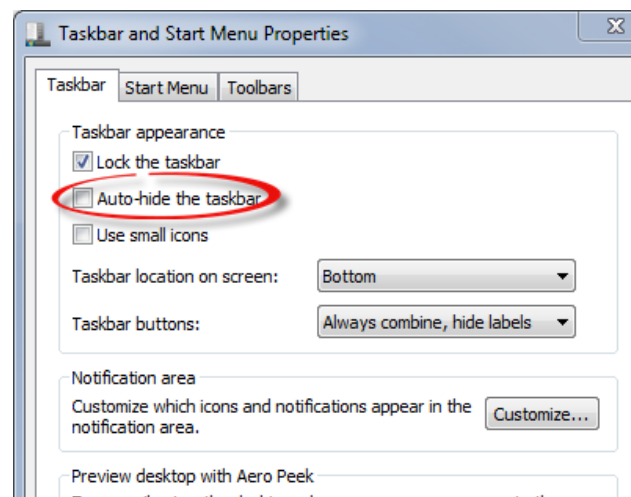 Taskbar and Start Menu Properties
Taskbar Start Menu Toolbars
Taskbar appearance
Lock the taskbar
Auto-hide the taskbar
Use small icons
Taskbar location on screen: Bottom
Taskbar buttons: Always combine, hide labels
Notification area
Customize which icons and notifications appear in the
notification area.
Customize...
Preview desktop with Aero Peek